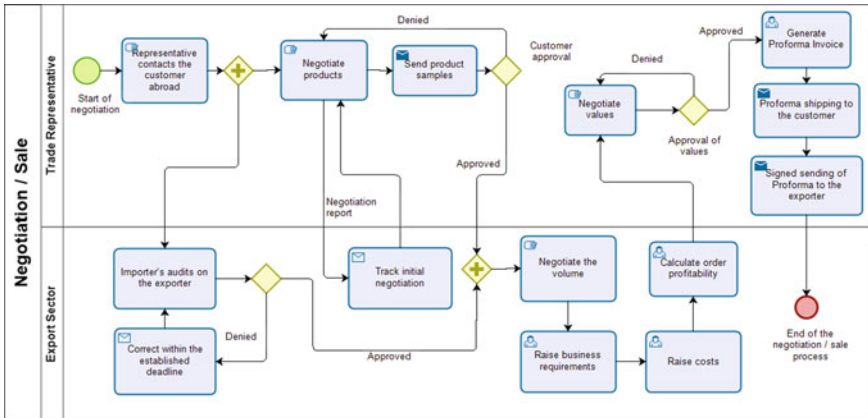 Negotiation / Sale
Trade Representative
Start of
negotiation
Representative
contacts the
customer
abroad
Negotiate
products
Denied
Send product
samples
Customer
approval
Negotiation
report
Approved
Negotiate
values
Denied
Approval of
values
Approved
Generate
Proforma Invoice
Proforma shipping to
the customer
Signed sending of
Proforma to the
exporter
Export Sector
Importer's audits on
the exporter
Denied
Correct within the
established
deadline
Approved
Track initial
negotiation
Negotiate the
volume
Raise business
requirements
Raise costs
Calculate order
profitability
End of the
negotiation / sale
process